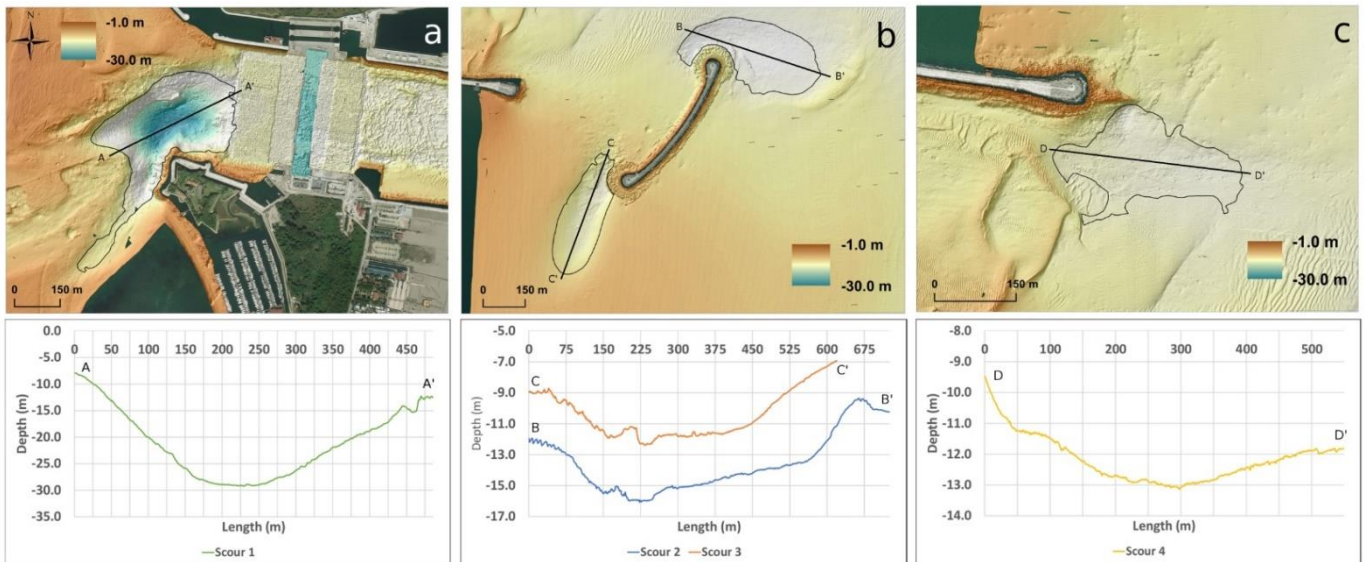 N
-1.0 m
-30.0 m
a
A
A'
0
150 m
b
B
B'
C
C'
-1.0 m
-30.0 m
0
150 m
c
D
D'
-1.0 m
-30.0 m
0
150 m
0.0
0 50 100 150 200 250 300 350 400 450
-5.0
-10.0
-15.0
-20.0
-25.0
-30.0
-35.0
A
A'
Depth (m)
Length (m)
Scour 1
-5.0
0 75 150 225 300 375 450 525 600 675
-7.0
-9.0
-11.0
-13.0
-15.0
-17.0
C
C'
B
B'
Depth (m)
Length (m)
Scour 2 Scour 3
-8.0
0 100 200 300 400 500
-9.0
-10.0
-11.0
-12.0
-13.0
-14.0
D
D'
Depth (m)
Length (m)
Scour 4